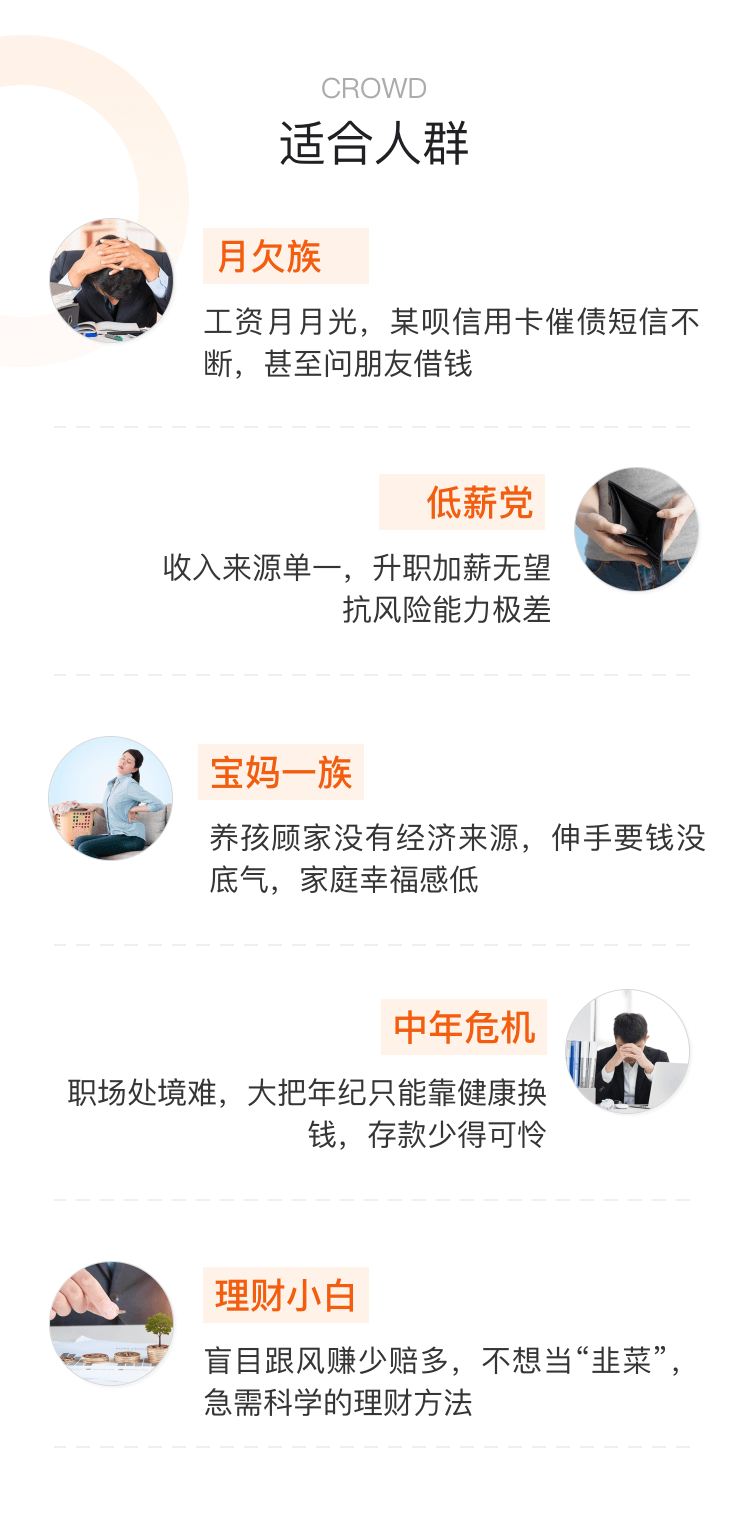 CROWD
适合人群
月欠族
工资月月光，某呗信用卡催债短信不
断，甚至问朋友借钱
低薪党
收入来源单一，升职加薪无望
抗风险能力极差
宝妈一族
养孩顾家没有经济来源，伸手要钱没
底气，家庭幸福感低
中年危机
职场处境难，大把年纪只能靠健康换
钱，存款少得可怜
理财小白
盲目跟风赚少赔多，不想当“韭菜”，
急需科学的理财方法